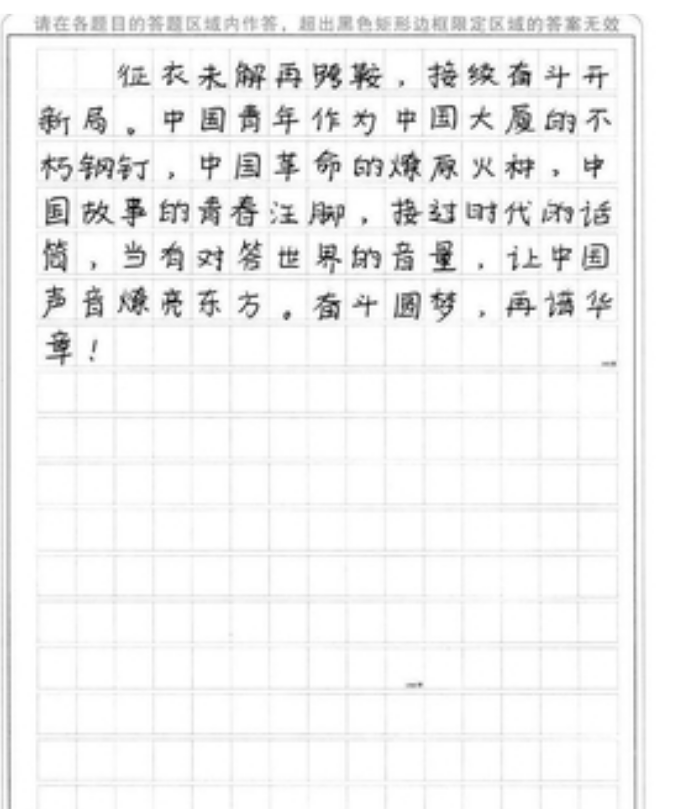 请在各题目的答题区域内作答，超出黑色矩形边框限定区域的答案无效
征衣未解再跨鞍，接续奋斗开
新局。中国青年作为中国大厦的不
朽钢钉，中国革命的燎原火种，中
国故事的青春注脚，接过时代的话
筒，当有对答世界的音量，让中国
声音燎亮东方。奋斗圆梦，再谱华
章！